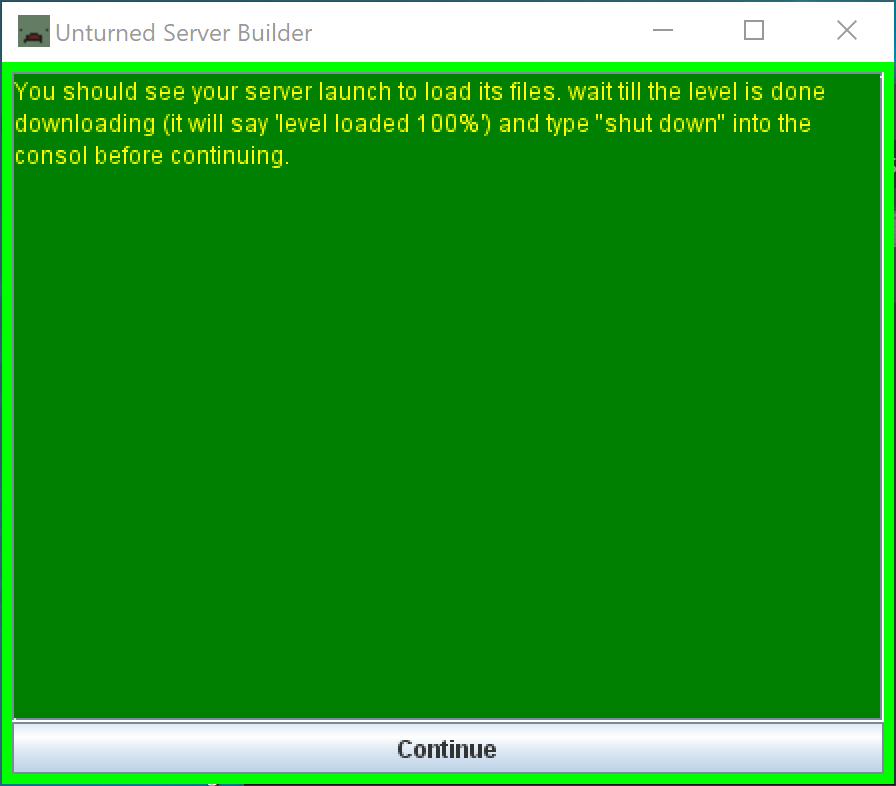 Unturned Server Builder
You should see your server launch to load its files. wait till the level is done
downloading (it will say 'level loaded 100%') and type "shut down" into the
consol before continuing.
Continue